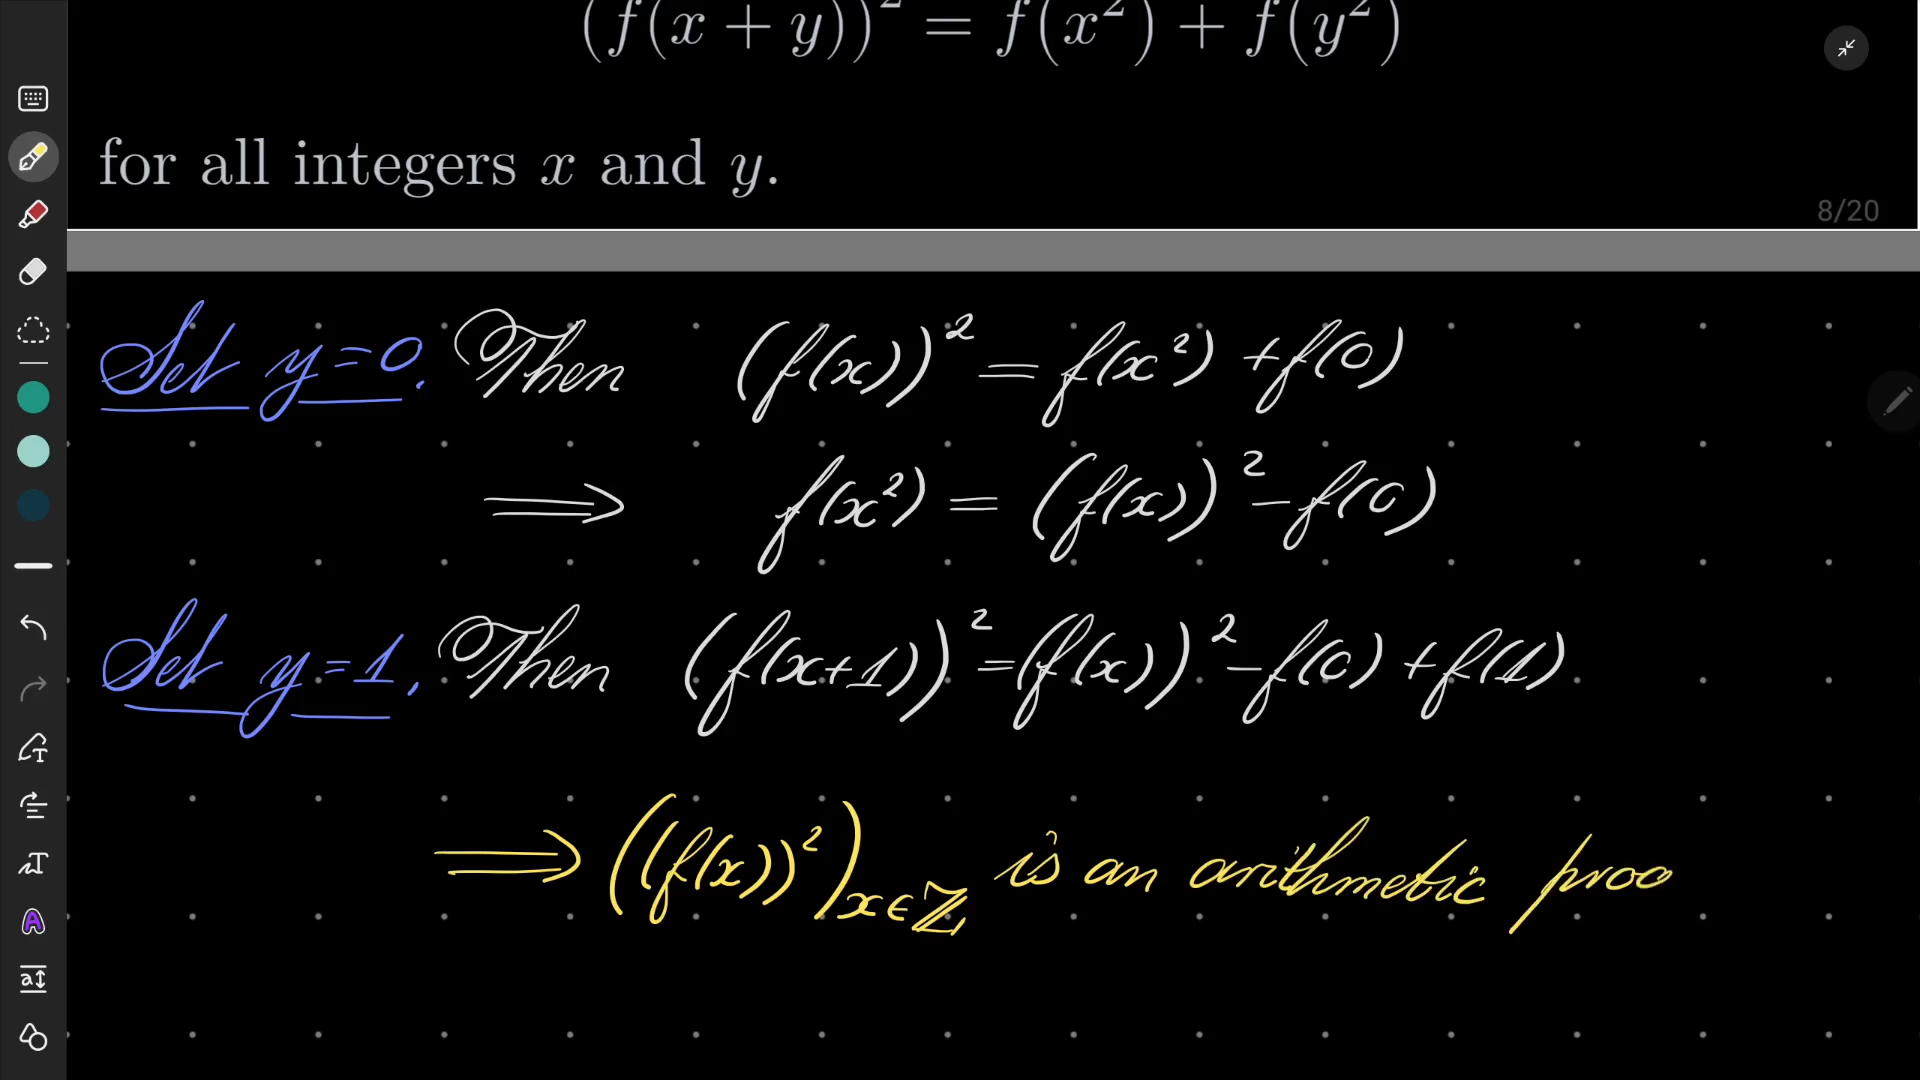 (f(x + y))² = f(x²) + f(y²)
for all integers x and y.
8/20
Set y=0. Then (f(x))² = f(x²) + f(0)
⟹ f(x²) = (f(x))² - f(0)
Set y=1. Then (f(x+1))² = (f(x))² - f(0) + f(1)
⟹ ((f(x))²)x∈ℤ is an arithmetic proo